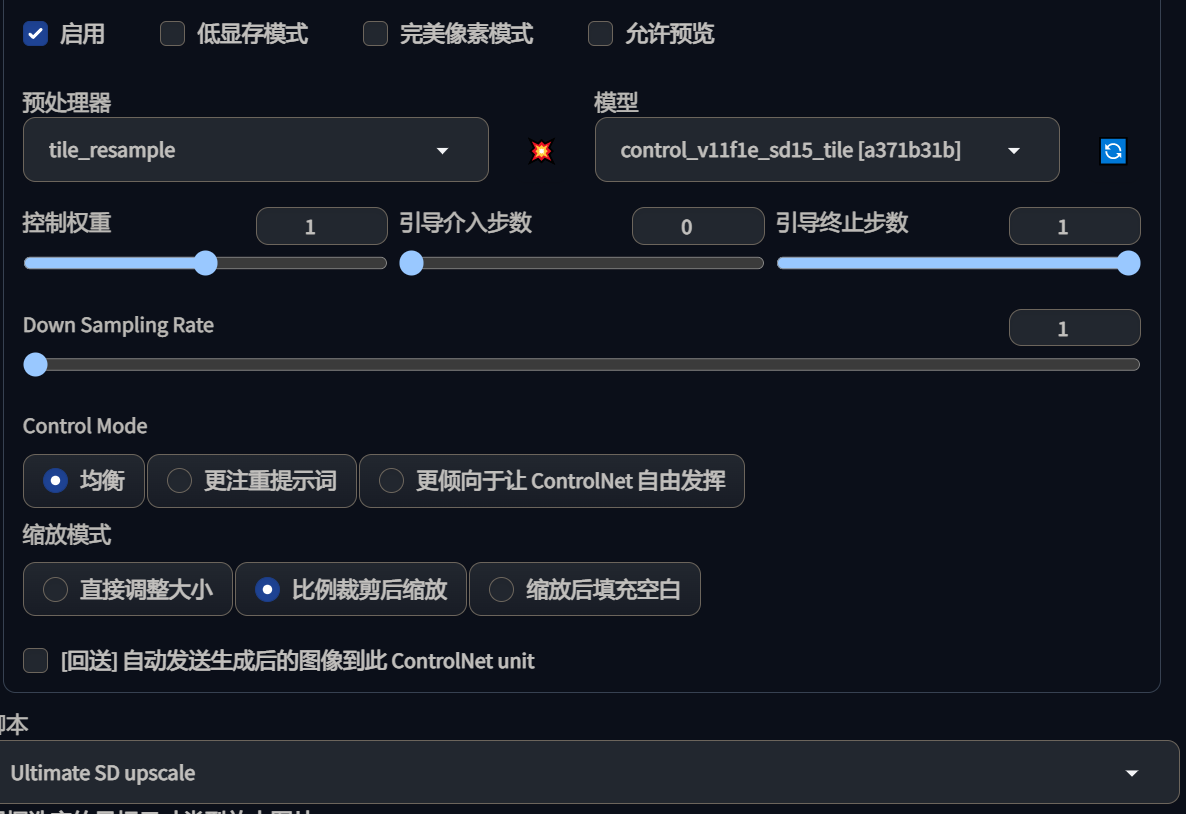 启用 低显存模式 完美像素模式 允许预览
预处理器 模型
tile_resample control_v11f1e_sd15_tile [a371b31b]
控制权重 1 引导介入步数 0 引导终止步数 1
Down Sampling Rate 1
Control Mode
均衡 更注重提示词 更倾向于让 ControlNet 自由发挥
缩放模式
直接调整大小 比例裁剪后缩放 缩放后填充空白
[回送] 自动发送生成后的图像到此 ControlNet unit
脚本
Ultimate SD upscale